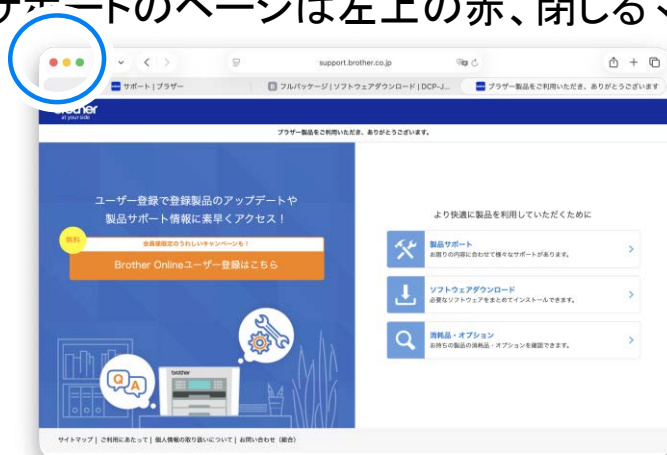 サポートのページは左上の赤、閉じる
support.brother.co.jp
サポート | ブラザー
フルパッケージ | ソフトウェアダウンロード | DCP-J...
ブラザー製品をご利用いただき、ありがとうございます
brother
at your side
ブラザー製品をご利用いただき、ありがとうございます。
ユーザー登録で登録製品のアップデートや
製品サポート情報に素早くアクセス!
無料
会員様限定のうれしいキャンペーンも!
Brother Onlineユーザー登録はこちら
Q A
brother
より快適に製品を利用していただくために
製品サポート
お困りの内容に合わせて様々なサポートがあります。
ソフトウェアダウンロード
必要なソフトウェアをまとめてインストールできます。
消耗品・オプション
お持ちの製品の消耗品・オプションを確認できます。
サイトマップ | ご利用にあたって | 個人情報の取り扱いについて | お問い合わせ(総合)